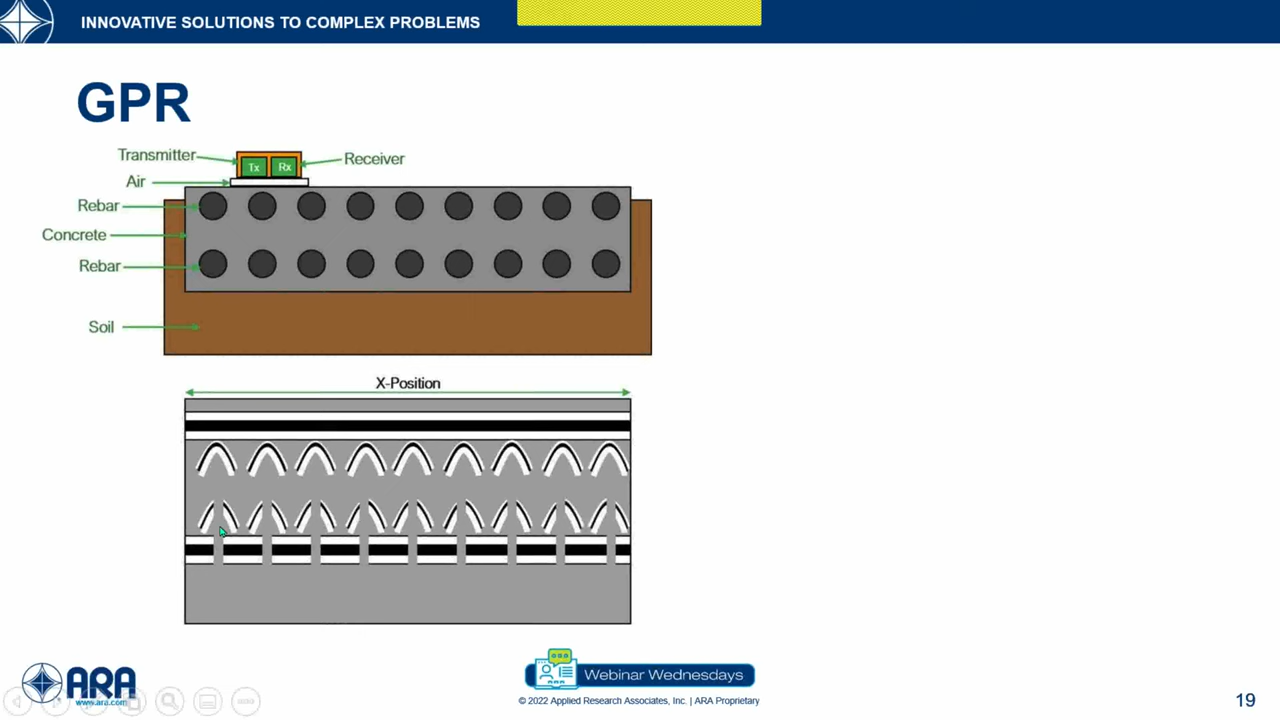 INNOVATIVE SOLUTIONS TO COMPLEX PROBLEMS
GPR
Transmitter
Tx
Rx
Receiver
Air
Rebar
Concrete
Rebar
Soil
X-Position
ARA
www.ara.com
Webinar Wednesdays
© 2022 Applied Research Associates, Inc. | ARA Proprietary
19